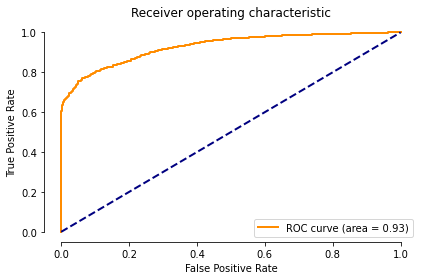 Receiver operating characteristic
True Positive Rate
1.0
0.8
0.6
0.4
0.2
0.0
ROC curve (area = 0.93)
0.0 0.2 0.4 0.6 0.8 1.0
False Positive Rate